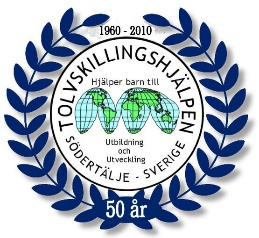 1960 - 2010
TOLVSKILLINGSHJÄLPEN
Hjälper barn till
Utbildning
och
Utveckling
SÖDERTÄLJE - SVERIGE
50 år